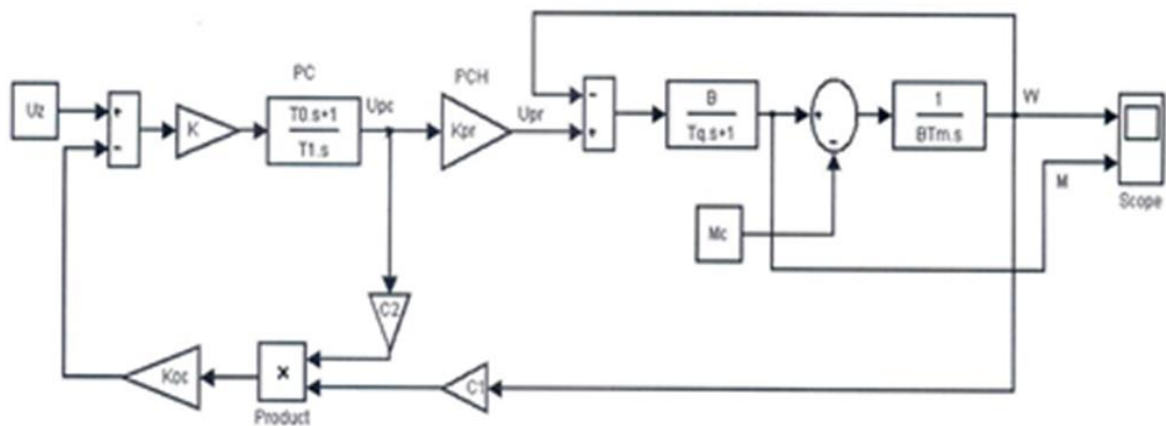 PC
PCH
Uz
+
-
K
T0.s+1
T1.s
Upc
Kpr
Upr
-
+
B
Tq.s+1
+
-
1
BTm.s
W
M
Scope
Mc
C2
Kpc
x
C1
Product